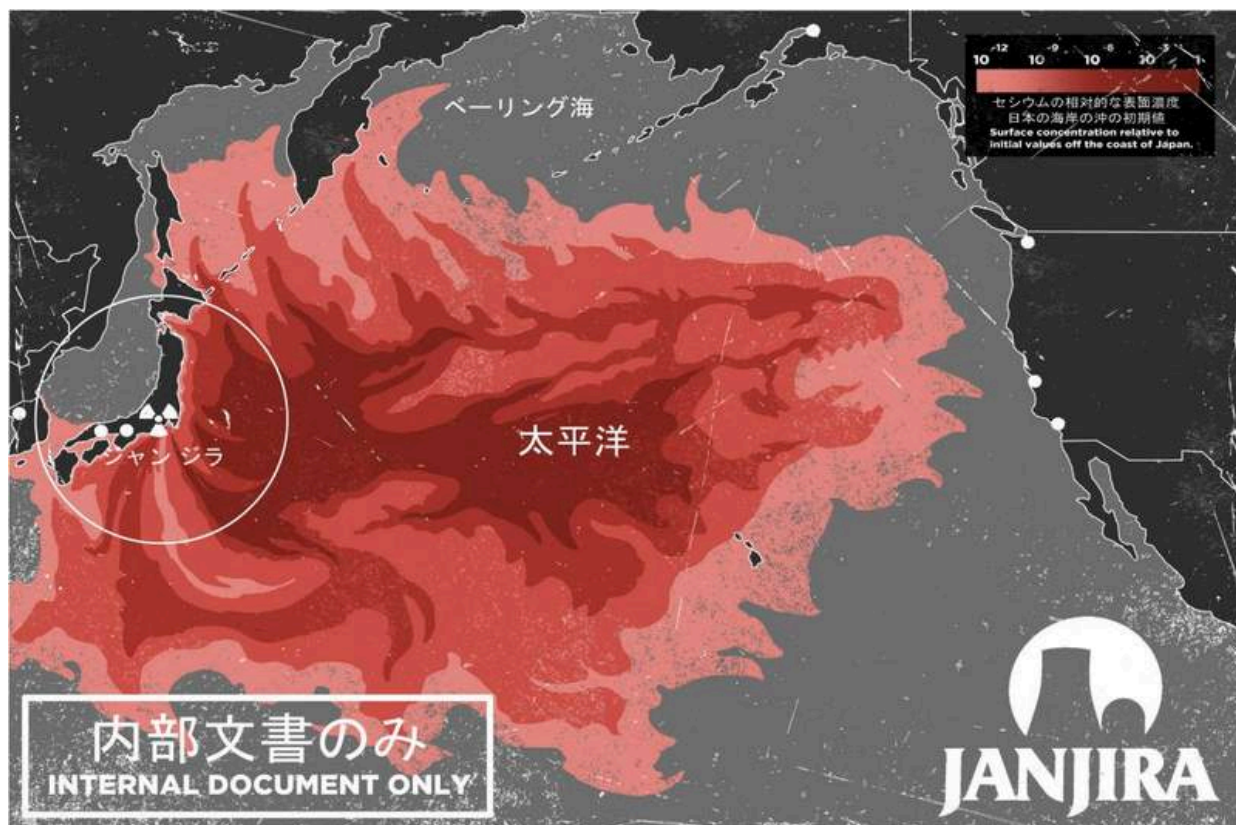 10⁻¹² 10⁻⁹ 10⁻⁶ 10⁻³ 1
セシウムの相対的な表面濃度
日本の海岸の沖の初期値
Surface concentration relative to
initial values off the coast of Japan.
ベーリング海
太平洋
ジャン ジラ
内部文書のみ
INTERNAL DOCUMENT ONLY
JANJIRA